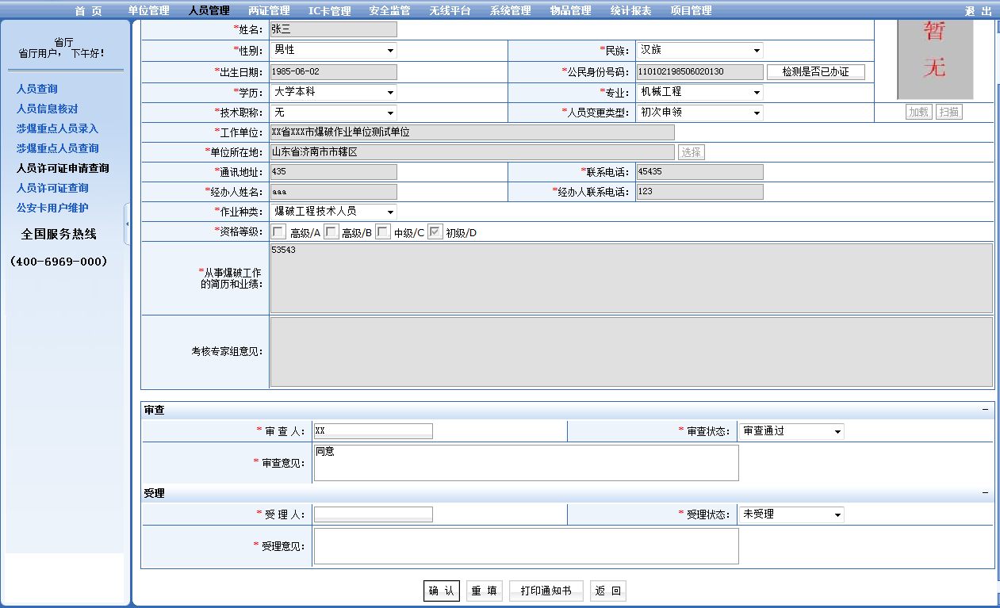 首 页 单位管理 人员管理 两证管理 IC卡管理 安全监管 无线平台 系统管理 物品管理 统计报表 项目管理 退 出
省厅
省厅用户， 下午好!
人员查询
人员信息核对
涉爆重点人员录入
涉爆重点人员查询
人员许可证申请查询
人员许可证查询
公安卡用户维护
全国服务热线
(400-6969-000)
*姓名: 张三
暂
无
*性别: 男性 *民族: 汉族
*出生日期: 1985-06-02 *公民身份号码: 110102198506020130 检测是否已办证
*学历: 大学本科 *专业: 机械工程
*技术职称: 无 *人员变更类型: 初次申领 加载 扫描
*工作单位: XX省XXX市爆破作业单位测试单位
*单位所在地: 山东省济南市市辖区 选择
*通讯地址: 435 *联系电话: 45435
*经办人姓名: aaa *经办人联系电话: 123
*作业种类: 爆破工程技术人员
*资格等级: 高级/A 高级/B 中级/C 初级/D
*从事爆破工作
的简历和业绩:
53543
考核专家组意见:
审查 −
* 审 查 人: XX * 审查状态: 审查通过
* 审查意见: 同意
受理 −
* 受 理 人: * 受理状态: 未受理
* 受理意见:
确 认 重 填 打印通知书 返 回